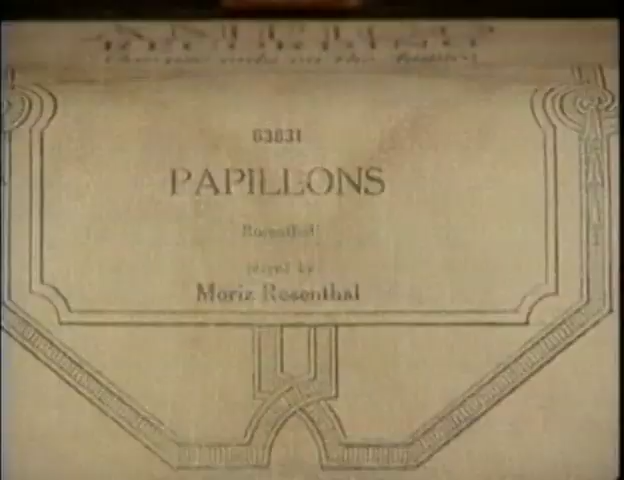 63831
PAPILLONS
Rosenthal
played by
Moriz Rosenthal